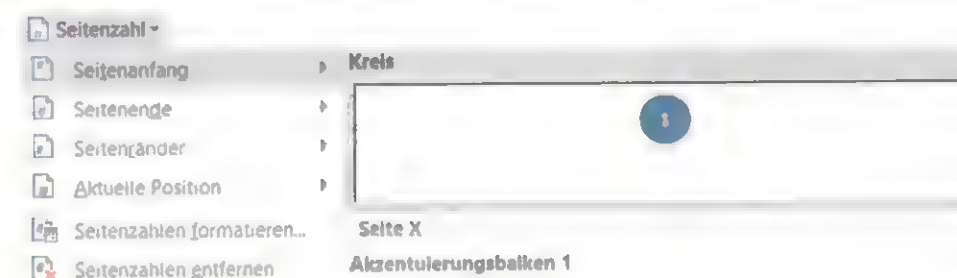 Seitenzahl
Seitenanfang
Seitenende
Seitenränder
Aktuelle Position
Seitenzahlen formatieren...
Seitenzahlen entfernen
Kreis
Seite X
Akzentuierungsbalken 1